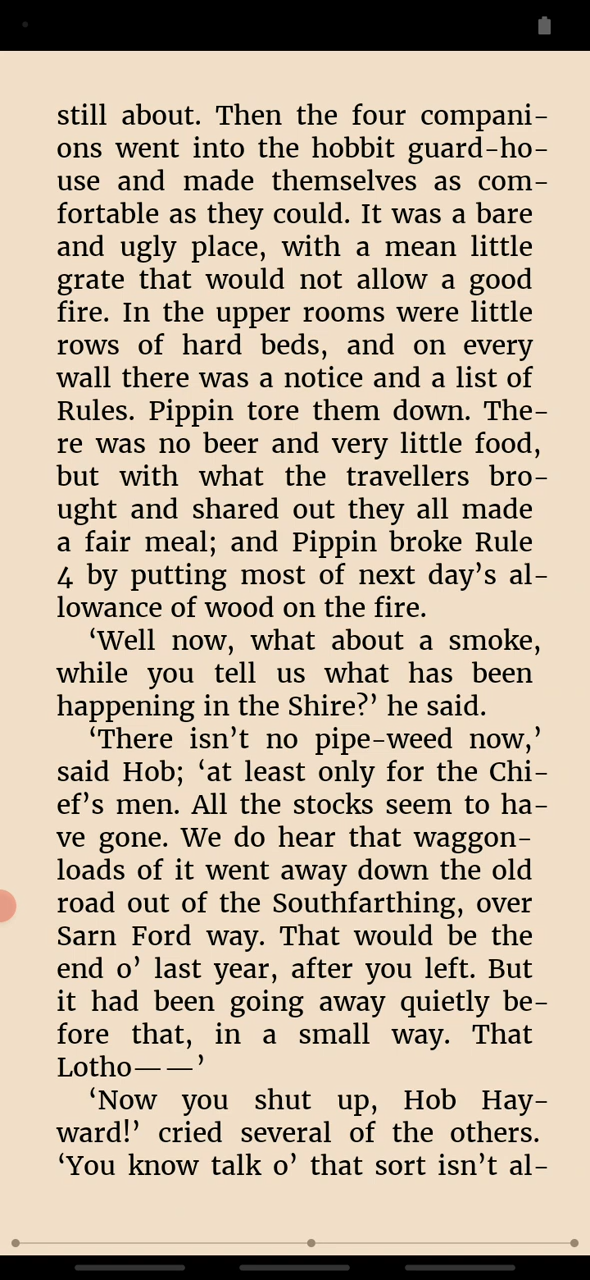 still about. Then the four compani-
ons went into the hobbit guard-ho-
use and made themselves as com-
fortable as they could. It was a bare
and ugly place, with a mean little
grate that would not allow a good
fire. In the upper rooms were little
rows of hard beds, and on every
wall there was a notice and a list of
Rules. Pippin tore them down. The-
re was no beer and very little food,
but with what the travellers bro-
ught and shared out they all made
a fair meal; and Pippin broke Rule
4 by putting most of next day’s al-
lowance of wood on the fire.
‘Well now, what about a smoke,
while you tell us what has been
happening in the Shire?’ he said.
‘There isn’t no pipe-weed now,’
said Hob; ‘at least only for the Chi-
ef’s men. All the stocks seem to ha-
ve gone. We do hear that waggon-
loads of it went away down the old
road out of the Southfarthing, over
Sarn Ford way. That would be the
end o’ last year, after you left. But
it had been going away quietly be-
fore that, in a small way. That
Lotho— —’
‘Now you shut up, Hob Hay-
ward!’ cried several of the others.
‘You know talk o’ that sort isn’t al-